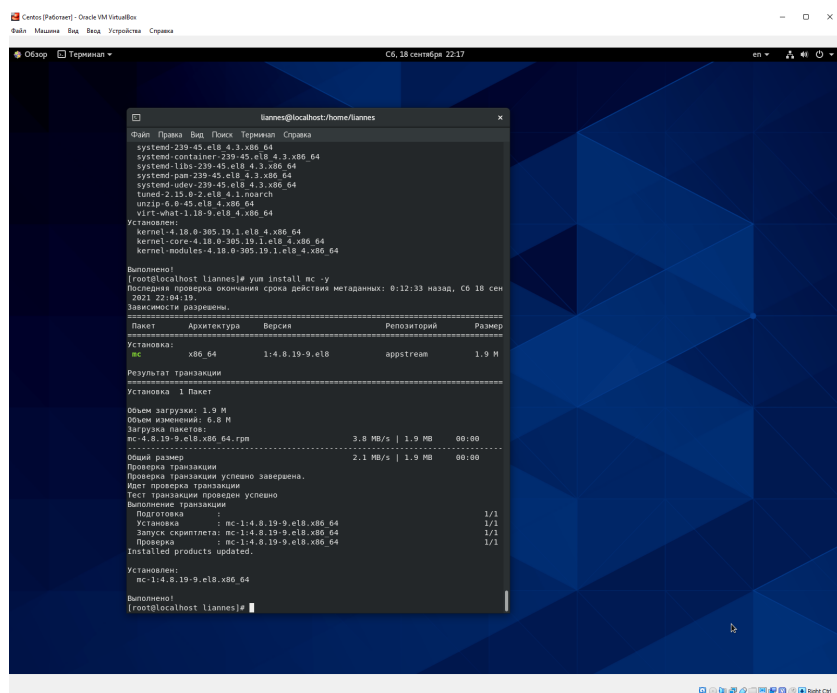 Centos [Работает] - Oracle VM VirtualBox
Файл Машина Вид Ввод Устройства Справка
Обзор Терминал Сб, 18 сентября 22:17 en
liannes@localhost:/home/liannes
Файл Правка Вид Поиск Терминал Справка
systemd-239-45.el8_4.3.x86_64
systemd-container-239-45.el8_4.3.x86_64
systemd-libs-239-45.el8_4.3.x86_64
systemd-pam-239-45.el8_4.3.x86_64
systemd-udev-239-45.el8_4.3.x86_64
tuned-2.15.0-2.el8_4.1.noarch
unzip-6.0-45.el8_4.x86_64
virt-what-1.18-9.el8_4.x86_64
Установлен:
kernel-4.18.0-305.19.1.el8_4.x86_64
kernel-core-4.18.0-305.19.1.el8_4.x86_64
kernel-modules-4.18.0-305.19.1.el8_4.x86_64
Выполнено!
[root@localhost liannes]# yum install mc -y
Последняя проверка окончания срока действия метаданных: 0:12:33 назад, Сб 18 сен
2021 22:04:19.
Зависимости разрешены.
================================================================================
Пакет Архитектура Версия Репозиторий Размер
================================================================================
Установка:
mc x86_64 1:4.8.19-9.el8 appstream 1.9 M
Результат транзакции
================================================================================
Установка 1 Пакет
Объем загрузки: 1.9 M
Объем изменений: 6.8 M
Загрузка пакетов:
mc-4.8.19-9.el8.x86_64.rpm 3.8 MB/s | 1.9 MB 00:00
--------------------------------------------------------------------------------
Общий размер 2.1 MB/s | 1.9 MB 00:00
Проверка транзакции
Проверка транзакции успешно завершена.
Идет проверка транзакции
Тест транзакции проведен успешно
Выполнение транзакции
Подготовка : 1/1
Установка : mc-1:4.8.19-9.el8.x86_64 1/1
Запуск скриптлета: mc-1:4.8.19-9.el8.x86_64 1/1
Проверка : mc-1:4.8.19-9.el8.x86_64 1/1
Installed products updated.
Установлен:
mc-1:4.8.19-9.el8.x86_64
Выполнено!
[root@localhost liannes]#
Right Ctrl